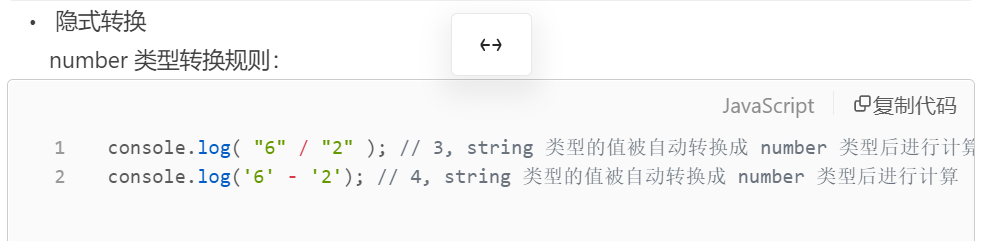 • 隐式转换
number 类型转换规则：
JavaScript 复制代码
1 console.log( "6" / "2" ); // 3, string 类型的值被自动转换成 number 类型后进行计算
2 console.log('6' - '2'); // 4, string 类型的值被自动转换成 number 类型后进行计算